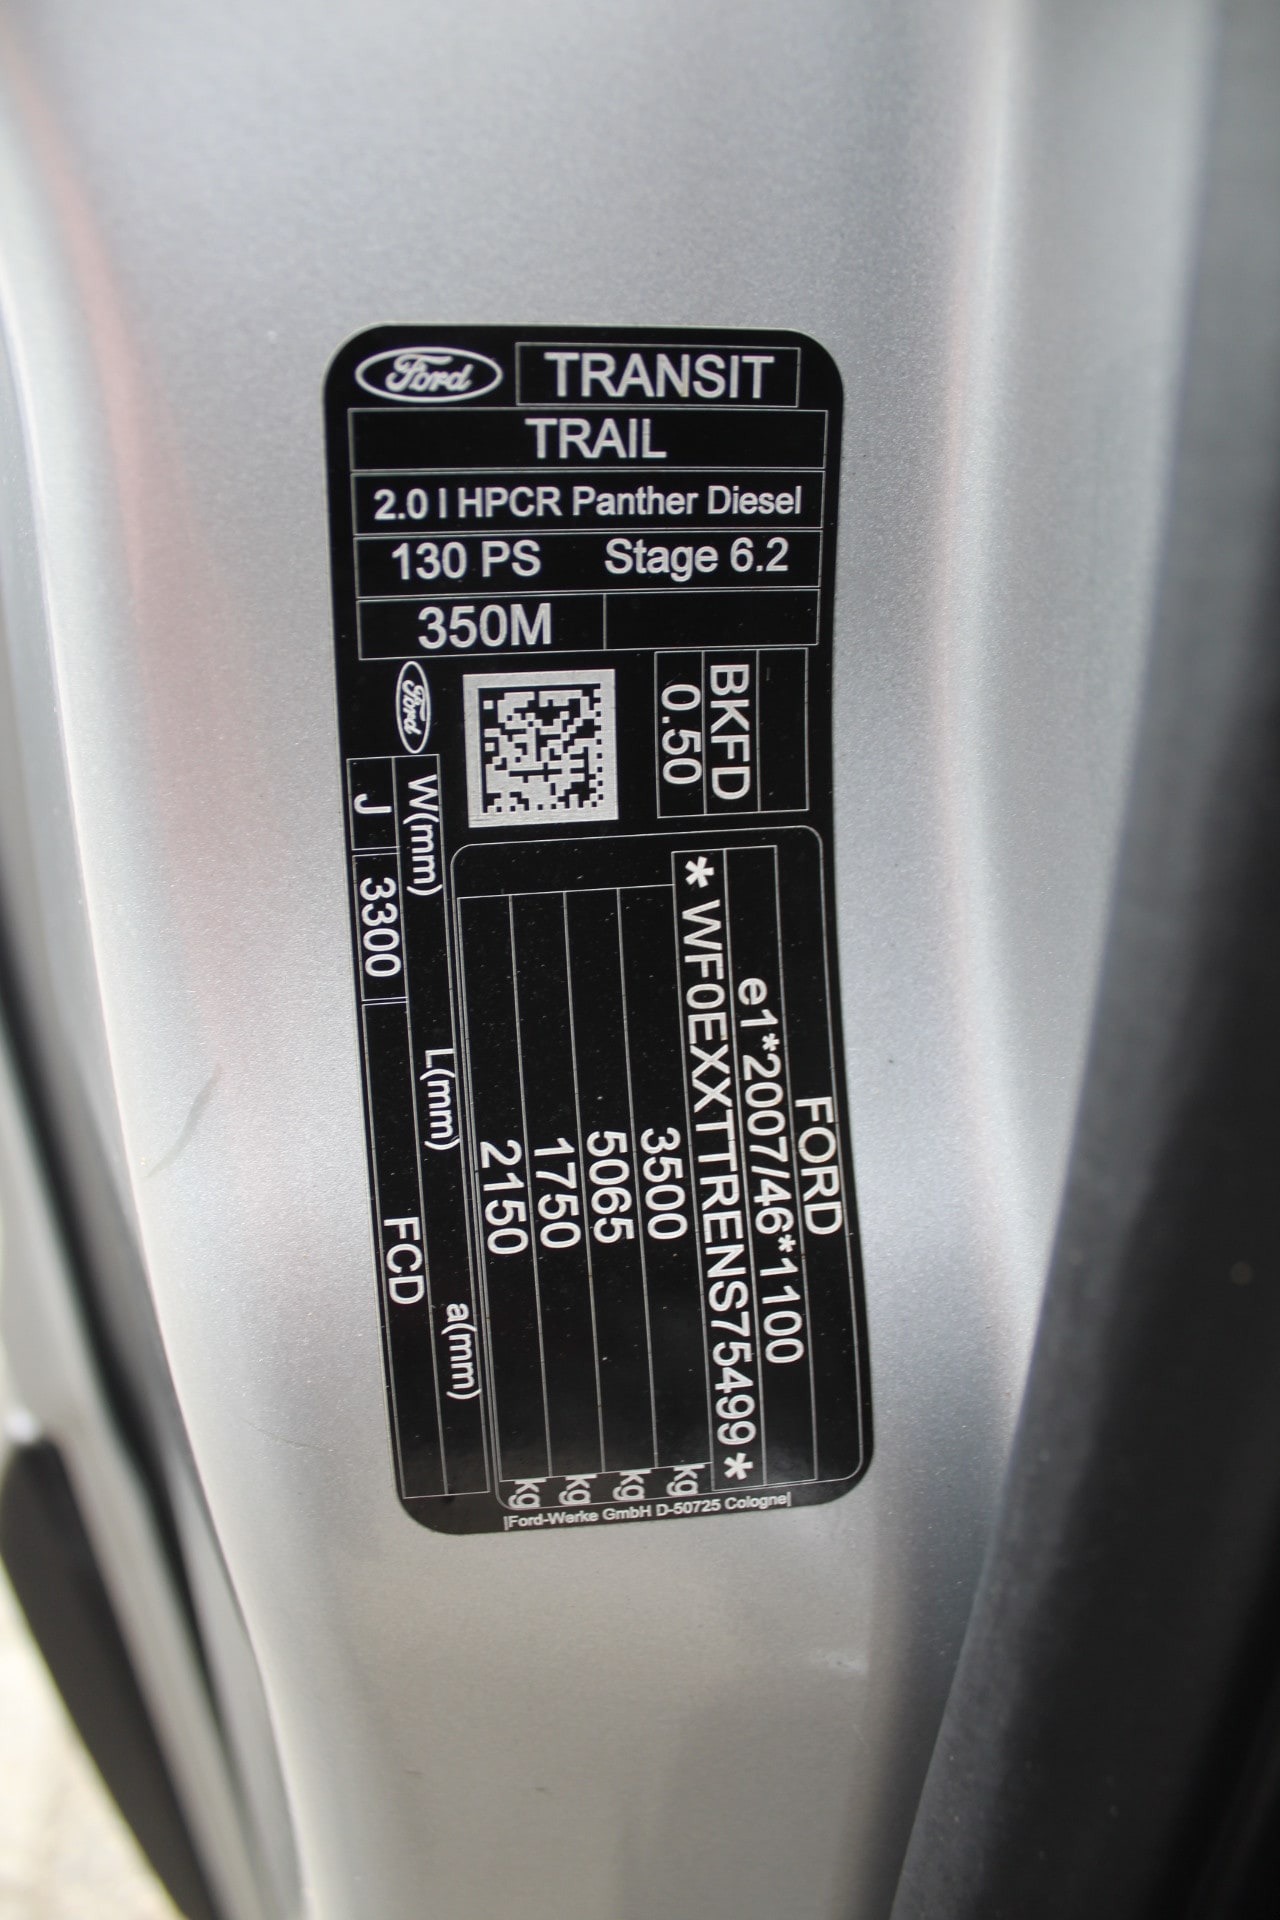 Ford TRANSIT
TRAIL
2.0 l HPCR Panther Diesel
130 PS Stage 6.2
350M
Ford
BKFD
0.50
FORD
e1*2007/46*1100
* WF0EXXTTRENS75499 *
3500 kg
5065 kg
1750 kg
2150 kg
W(mm) L(mm) a(mm)
J 3300 FCD
|Ford-Werke GmbH D-50725 Cologne|